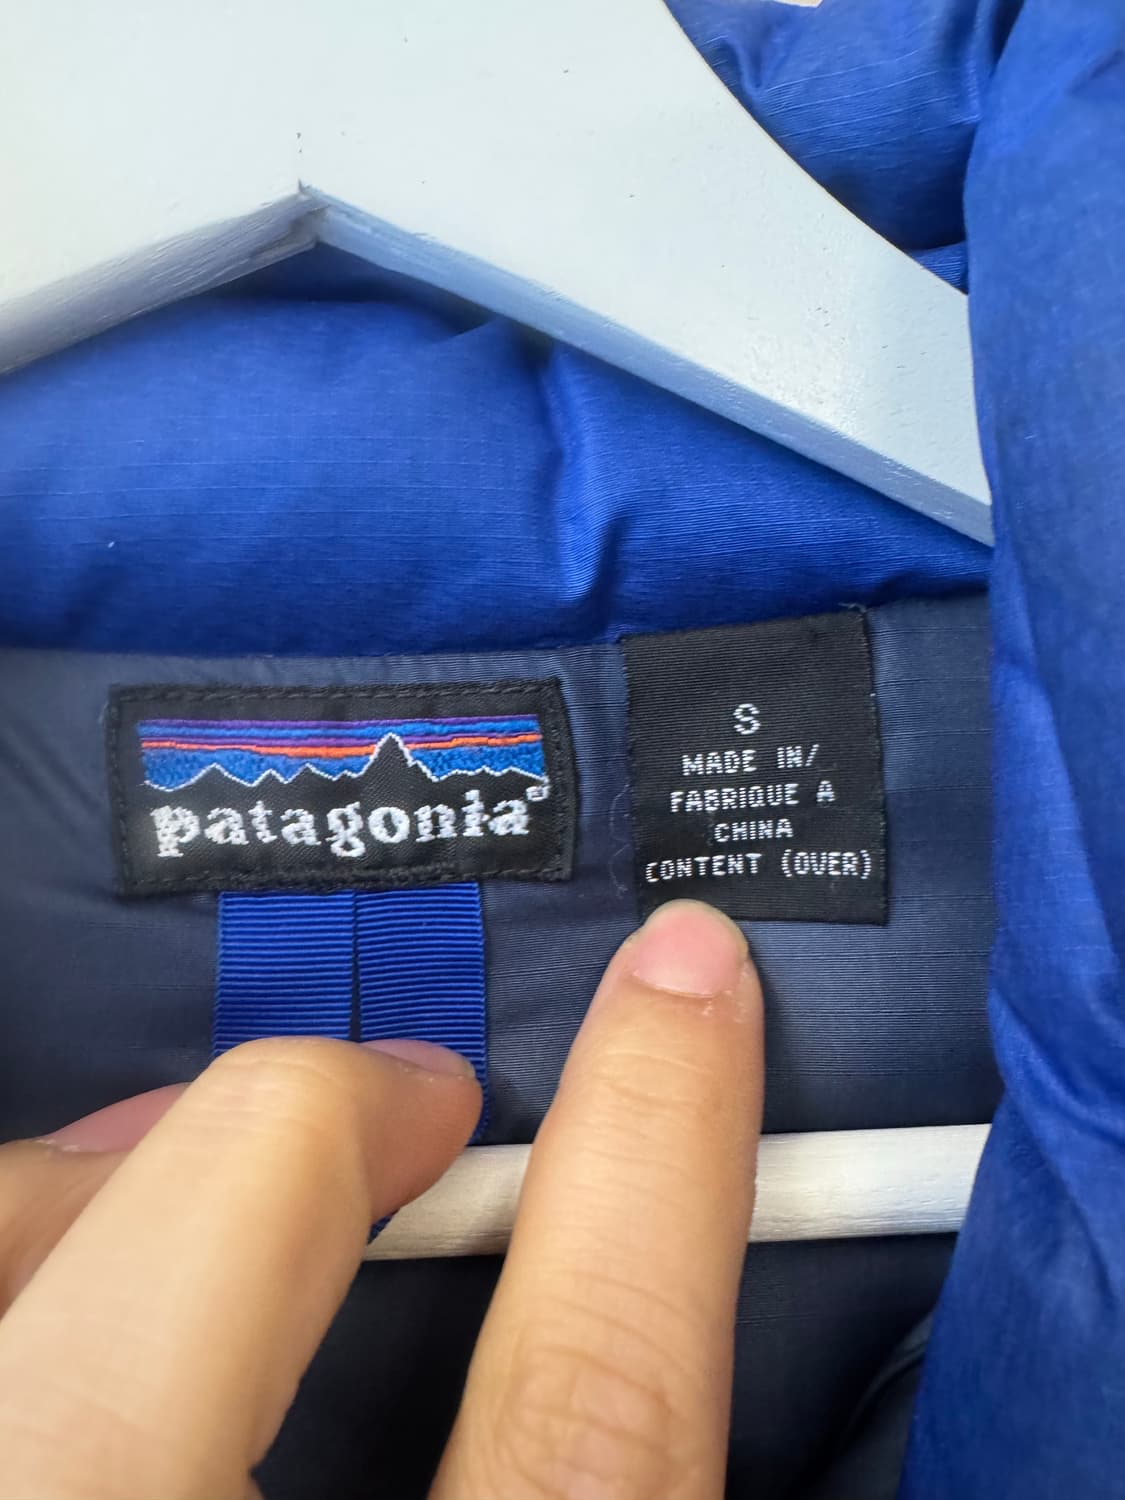 patagonia®
S
MADE IN/
FABRIQUE A
CHINA
CONTENT (OVER)